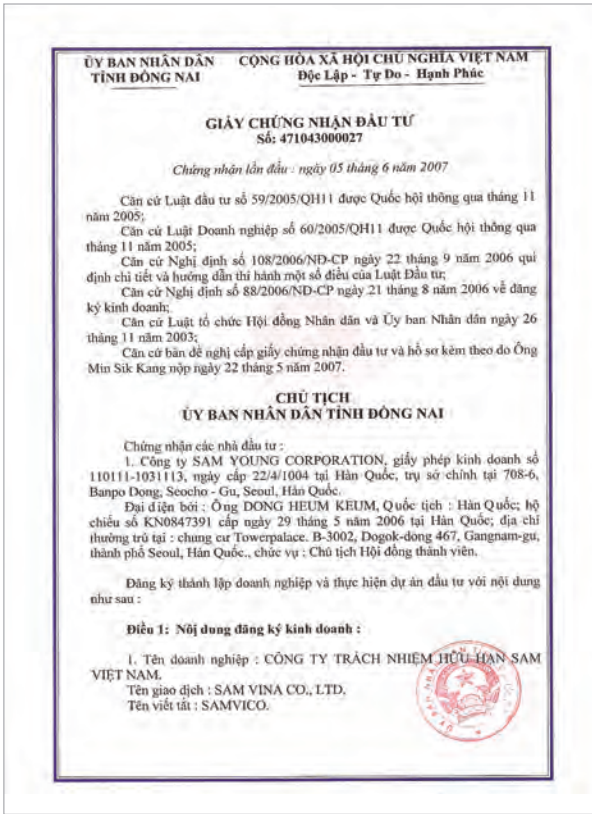 ỦY BAN NHÂN DÂN CỘNG HÒA XÃ HỘI CHỦ NGHĨA VIỆT NAM
TỈNH ĐỒNG NAI Độc Lập - Tự Do - Hạnh Phúc
GIẤY CHỨNG NHẬN ĐẦU TƯ
Số: 471043000027
Chứng nhận lần đầu : ngày 05 tháng 6 năm 2007
Căn cứ Luật đầu tư số 59/2005/QH11 được Quốc hội thông qua tháng 11
năm 2005;
Căn cứ Luật Doanh nghiệp số 60/2005/QH11 được Quốc hội thông qua
tháng 11 năm 2005;
Căn cứ Nghị định số 108/2006/NĐ-CP ngày 22 tháng 9 năm 2006 qui
định chi tiết và hướng dẫn thi hành một số điều của Luật Đầu tư;
Căn cứ Nghị định số 88/2006/NĐ-CP ngày 21 tháng 8 năm 2006 về đăng
ký kinh doanh;
Căn cứ Luật tổ chức Hội đồng Nhân dân và Ủy ban Nhân dân ngày 26
tháng 11 năm 2003;
Căn cứ bản đề nghị cấp giấy chứng nhận đầu tư và hồ sơ kèm theo do Ông
Min Sik Kang nộp ngày 22 tháng 5 năm 2007.
CHỦ TỊCH
ỦY BAN NHÂN DÂN TỈNH ĐỒNG NAI
Chứng nhận các nhà đầu tư :
1. Công ty SAM YOUNG CORPORATION, giấy phép kinh doanh số
110111-1031113, ngày cấp 22/4/1004 tại Hàn Quốc, trụ sở chính tại 708-6,
Banpo Dong, Seocho - Gu, Seoul, Hàn Quốc.
Đại diện bởi : Ông DONG HEUM KEUM, Quốc tịch : Hàn Quốc; hộ
chiếu số KN0847391 cấp ngày 29 tháng 5 năm 2006 tại Hàn Quốc; địa chỉ
thường trú tại : chung cư Towerpalace. B-3002, Dogok-dong 467, Gangnam-gu,
thành phố Seoul, Hàn Quốc., chức vụ : Chủ tịch Hội đồng thành viên.
Đăng ký thành lập doanh nghiệp và thực hiện dự án đầu tư với nội dung
như sau :
Điều 1: Nội dung đăng ký kinh doanh :
1. Tên doanh nghiệp : CÔNG TY TRÁCH NHIỆM HỮU HẠN SAM
VIỆT NAM.
Tên giao dịch : SAM VINA CO., LTD.
Tên viết tắt : SAMVICO.